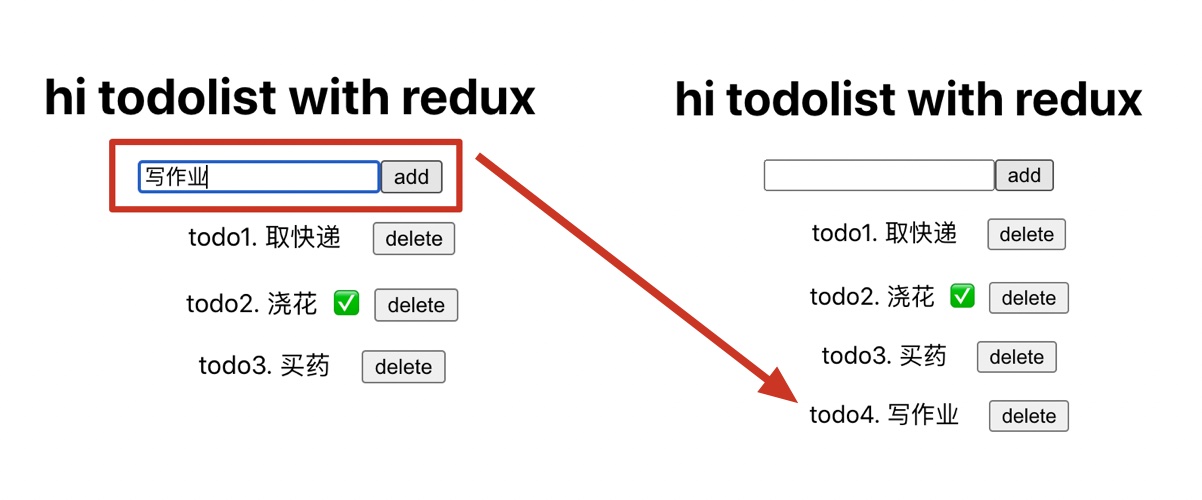 hi todolist with redux
写作业 add
todo1. 取快递 delete
todo2. 浇花 ✅ delete
todo3. 买药 delete
hi todolist with redux
add
todo1. 取快递 delete
todo2. 浇花 ✅ delete
todo3. 买药 delete
todo4. 写作业 delete